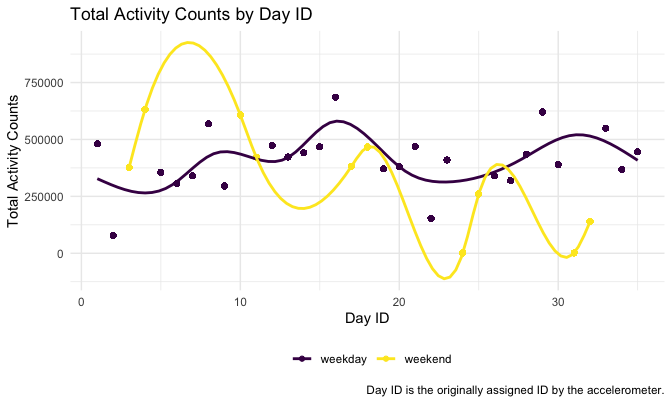 Total Activity Counts by Day ID
Total Activity Counts
750000
500000
250000
0
0 10 20 30
Day ID
weekday weekend
Day ID is the originally assigned ID by the accelerometer.